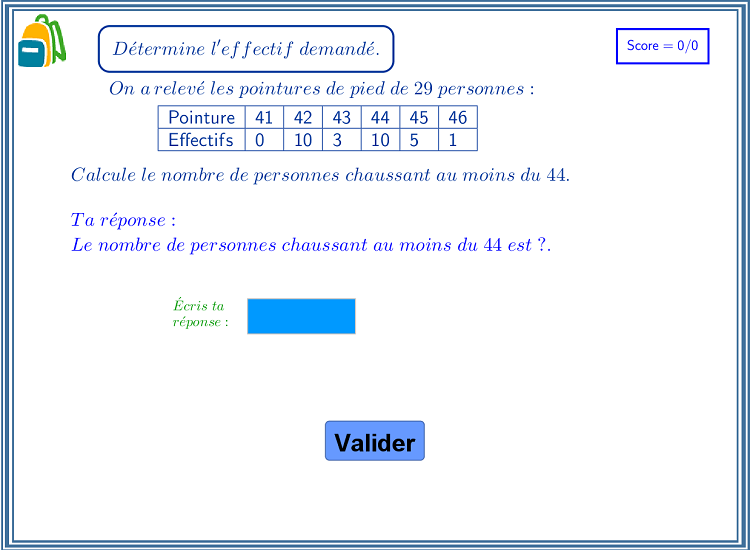 Détermine l'effectif demandé.
Score = 0/0
On a relevé les pointures de pied de 29 personnes :
Pointure 41 42 43 44 45 46
Effectifs 0 10 3 10 5 1
Calcule le nombre de personnes chaussant au moins du 44.
Ta réponse :
Le nombre de personnes chaussant au moins du 44 est ?.
Écris ta
réponse :
Valider